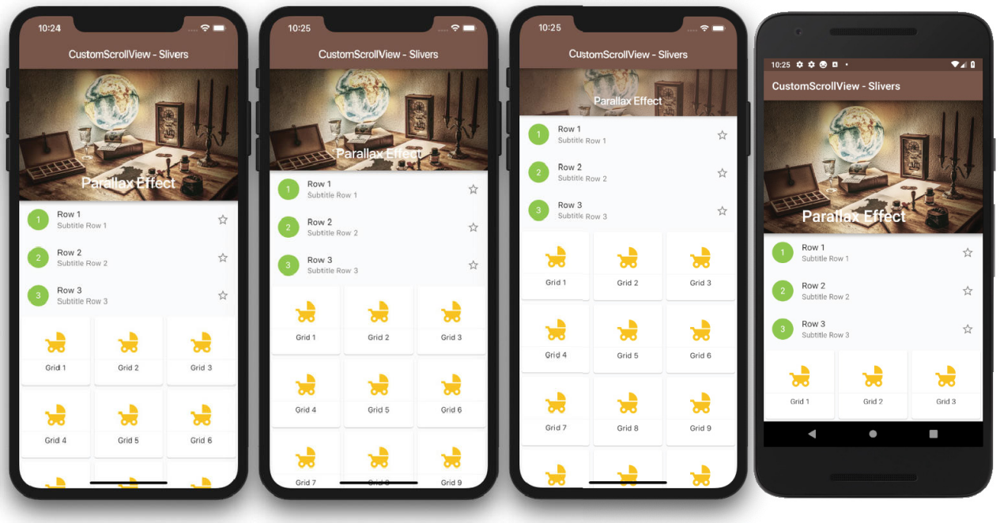 10:24
CustomScrollView - Slivers
Parallax Effect
1
Row 1
Subtitle Row 1
2
Row 2
Subtitle Row 2
3
Row 3
Subtitle Row 3
Grid 1
Grid 2
Grid 3
Grid 4
Grid 5
Grid 6
10:25
CustomScrollView - Slivers
Parallax Effect
1
Row 1
Subtitle Row 1
2
Row 2
Subtitle Row 2
3
Row 3
Subtitle Row 3
Grid 1
Grid 2
Grid 3
Grid 4
Grid 5
Grid 6
Grid 7
Grid 8
Grid 9
10:25
CustomScrollView - Slivers
Parallax Effect
1
Row 1
Subtitle Row 1
2
Row 2
Subtitle Row 2
3
Row 3
Subtitle Row 3
Grid 1
Grid 2
Grid 3
Grid 4
Grid 5
Grid 6
Grid 7
Grid 8
Grid 9
10:25
CustomScrollView - Slivers
Parallax Effect
1
Row 1
Subtitle Row 1
2
Row 2
Subtitle Row 2
3
Row 3
Subtitle Row 3
Grid 1
Grid 2
Grid 3